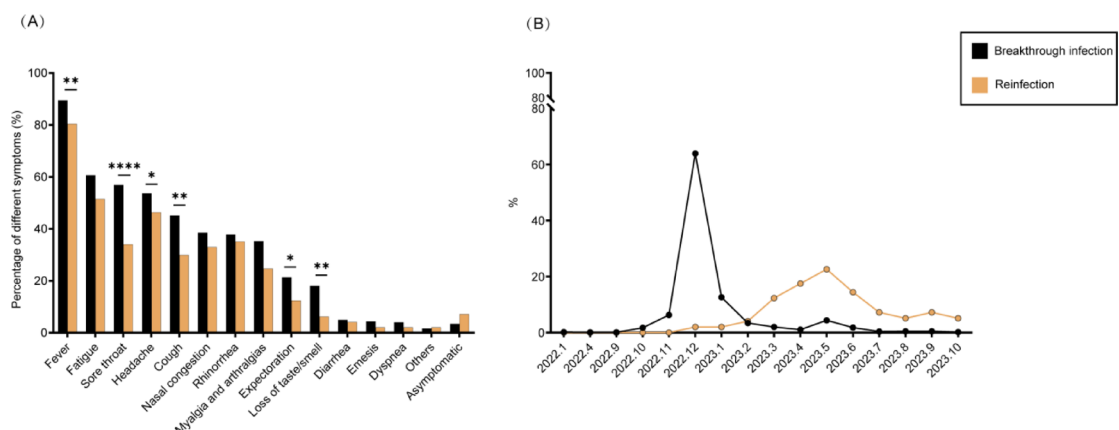 (A)
(B)
Breakthrough infection
Reinfection
Percentage of different symptoms (%)
100
80
60
40
20
0
**
****
*
**
*
**
Fever
Fatigue
Sore throat
Headache
Cough
Nasal congestion
Rhinorrhea
Myalgia and arthralgias
Expectoration
Loss of taste/smell
Diarrhea
Emesis
Dyspnea
Others
Asymptomatic
%
100
80
80
60
40
20
0
2022.1
2022.4
2022.9
2022.10
2022.11
2022.12
2023.1
2023.2
2023.3
2023.4
2023.5
2023.6
2023.7
2023.8
2023.9
2023.10